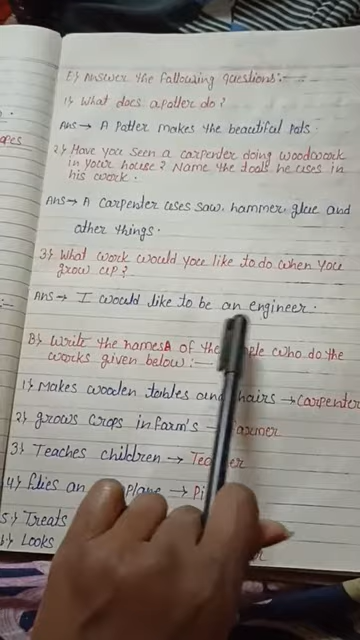 E) Answer the following questions:—
1) What does a potter do?
Ans → A Potter makes the beautiful pots.
2) Have you seen a carpenter doing woodwork
in your house? Name the tools he uses in
his work.
apes
Ans → A carpenter uses saw, hammer, glue and
other things.
3) What work would you like to do when you
grow up?
Ans → I would like to be an engineer.
B) Write the names of the who do the
works given below:—
1) Makes wooden tables and chairs → Carpenter
2) grows crops in farm's → Farmer
3) Teaches children →
4) flies an →
5) Treats
Looks